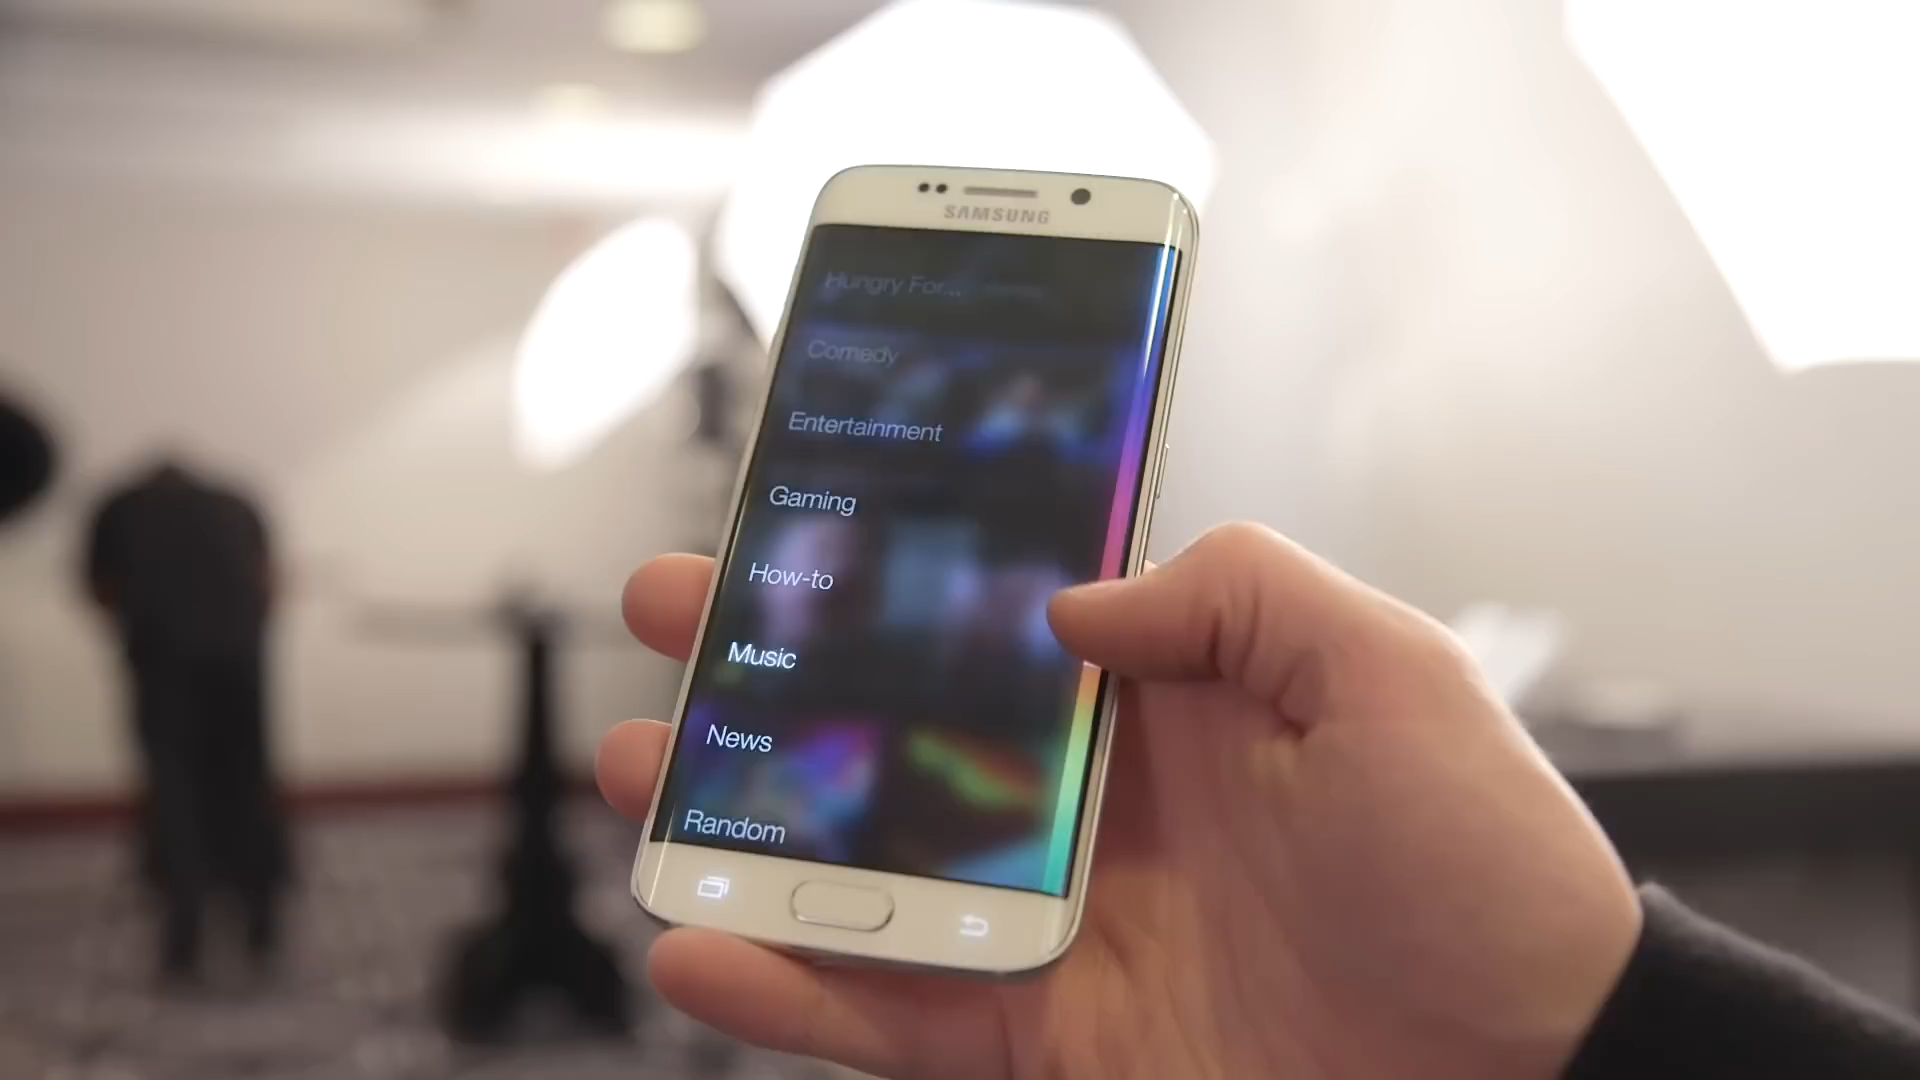 SAMSUNG
Hungry For...
Comedy
Entertainment
Gaming
How-to
Music
News
Random